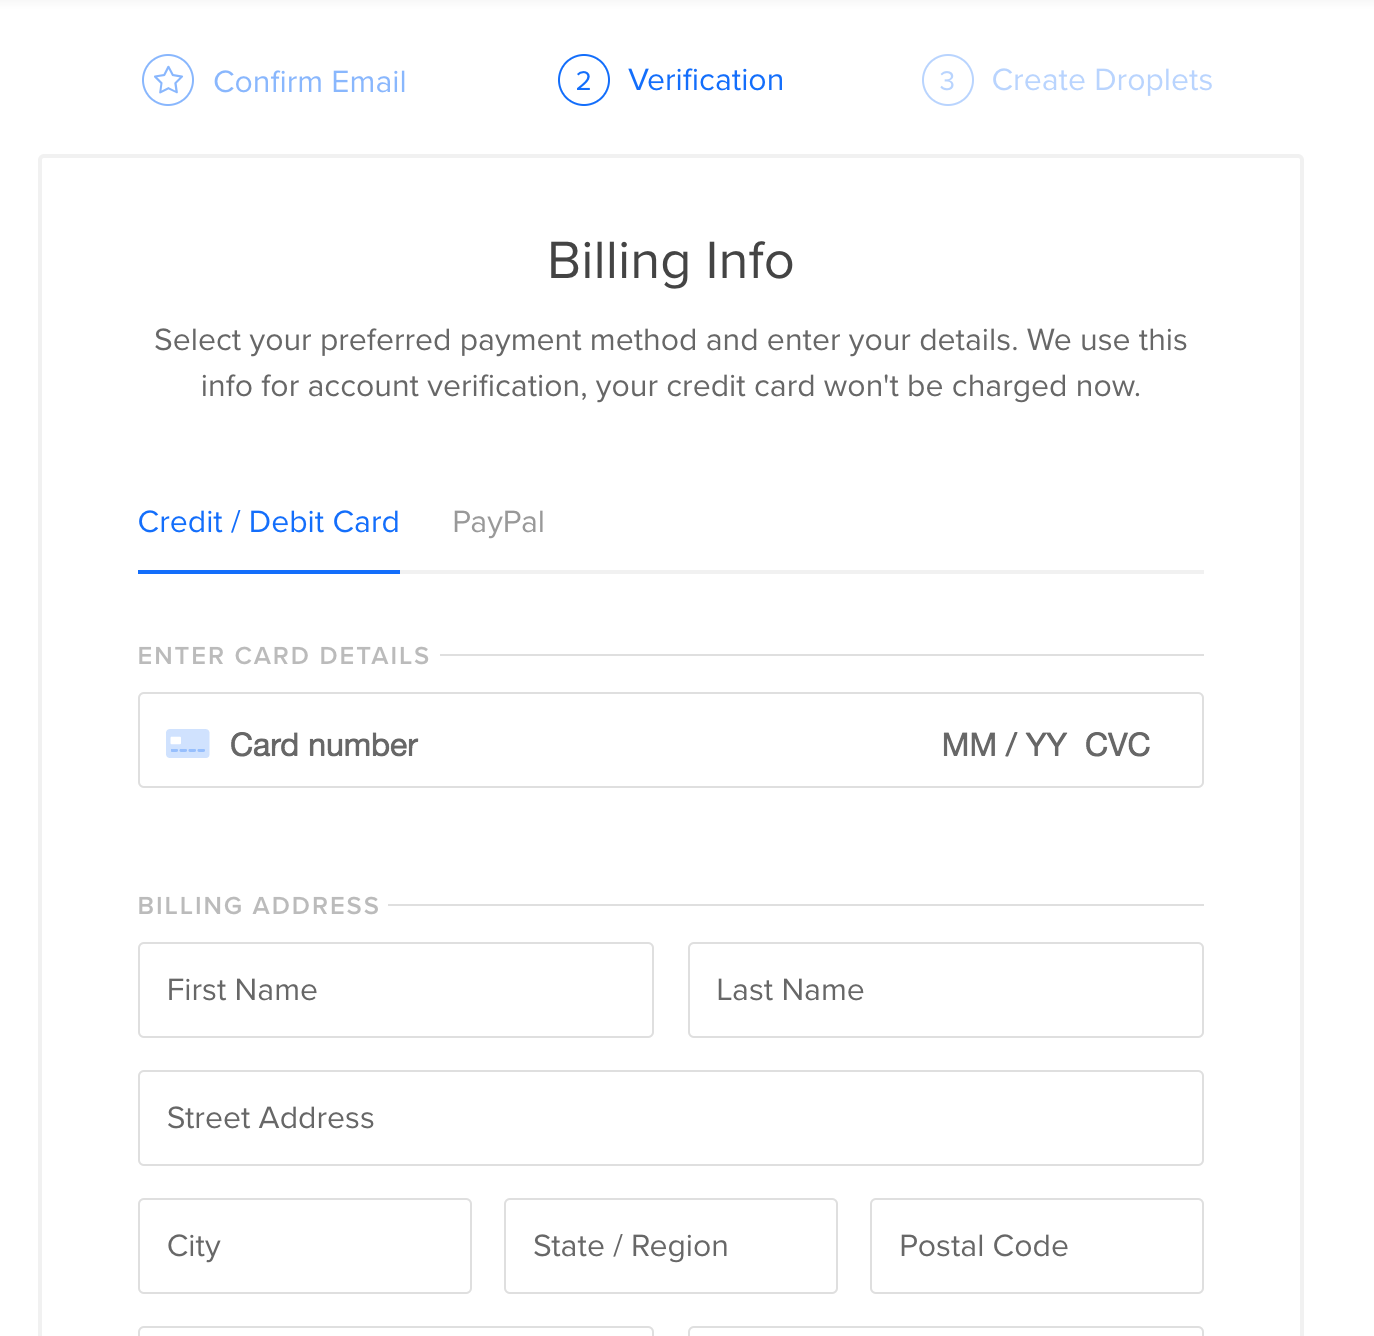 Confirm Email
2 Verification
3 Create Droplets
Billing Info
Select your preferred payment method and enter your details. We use this
info for account verification, your credit card won't be charged now.
Credit / Debit Card
PayPal
ENTER CARD DETAILS
Card number MM / YY CVC
BILLING ADDRESS
First Name
Last Name
Street Address
City
State / Region
Postal Code